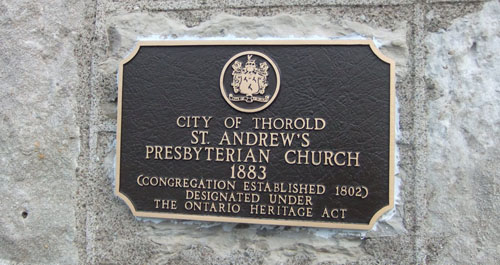 CITY OF THOROLD
ST. ANDREW'S
PRESBYTERIAN CHURCH
1883
(CONGREGATION ESTABLISHED 1802)
DESIGNATED UNDER
THE ONTARIO HERITAGE ACT